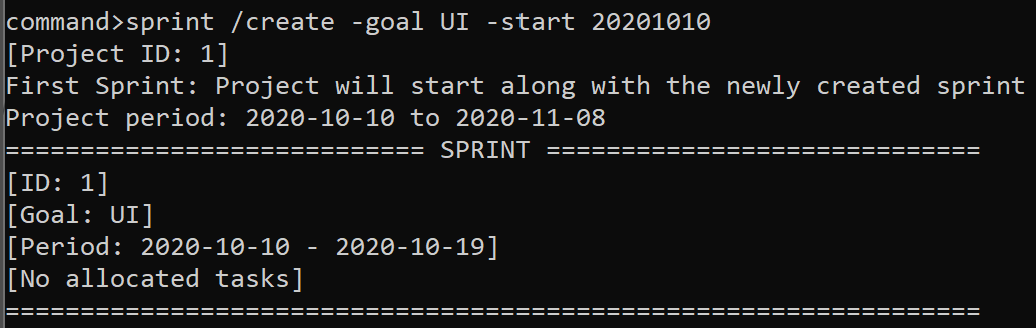 command>sprint /create -goal UI -start 20201010
[Project ID: 1]
First Sprint: Project will start along with the newly created sprint
Project period: 2020-10-10 to 2020-11-08
============================ SPRINT =============================
[ID: 1]
[Goal: UI]
[Period: 2020-10-10 - 2020-10-19]
[No allocated tasks]
=================================================================